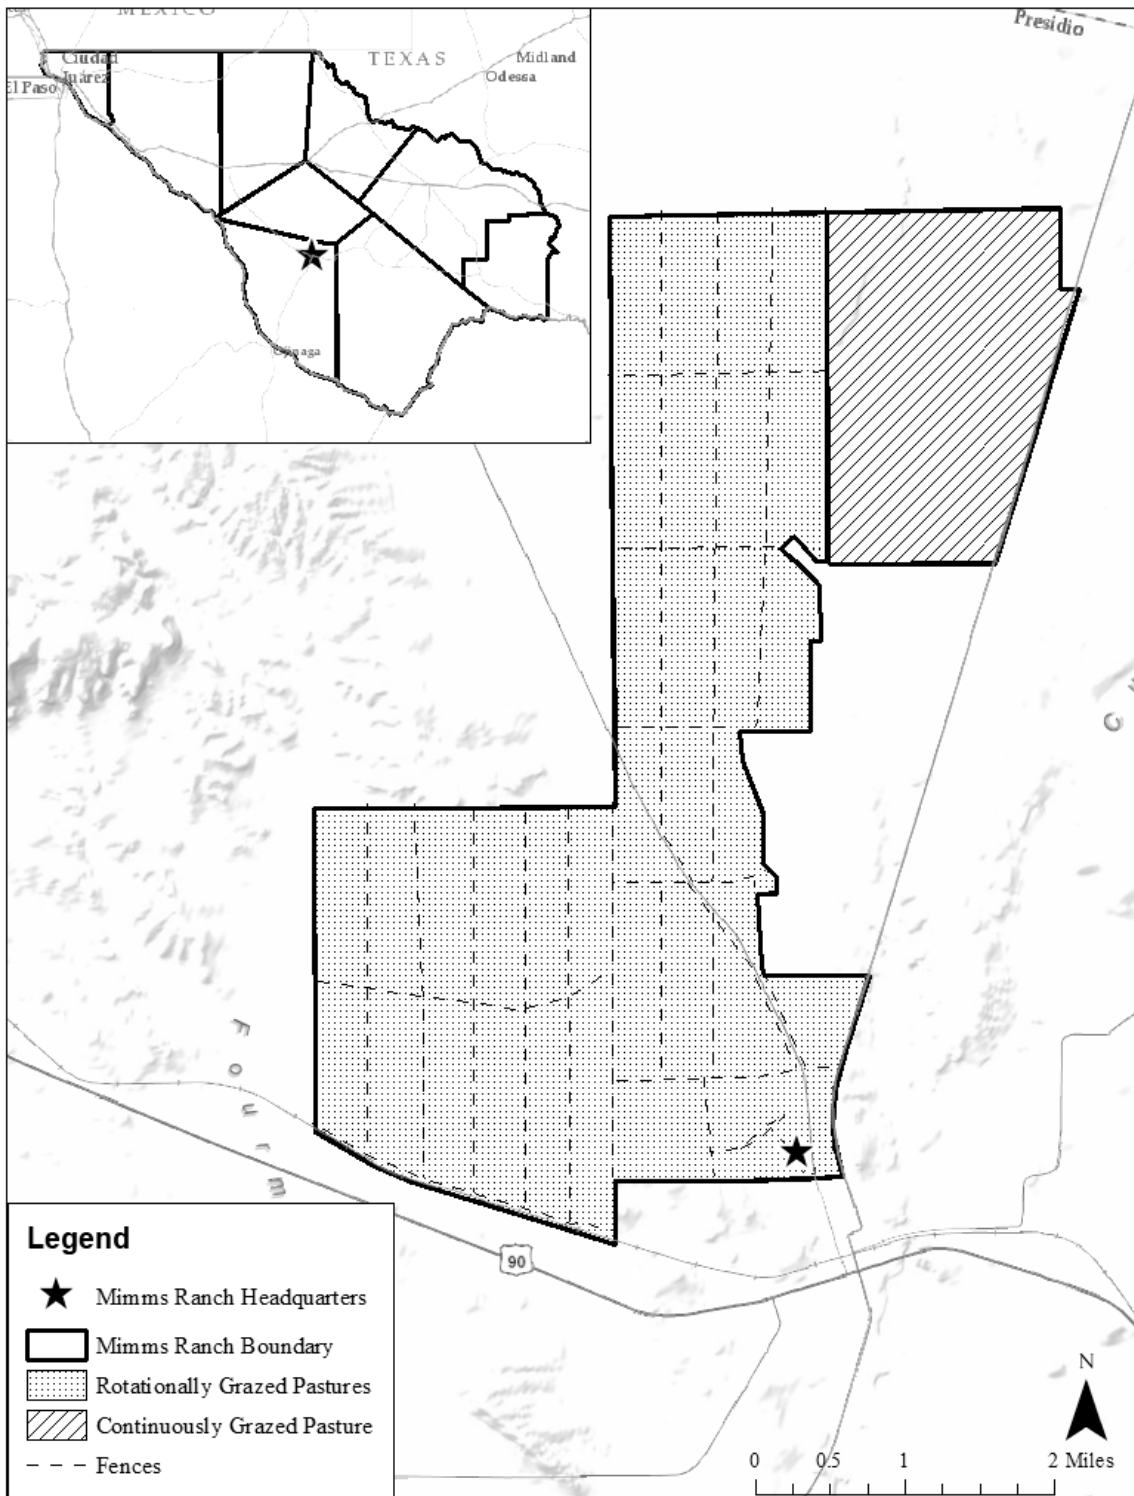 MEXICO
TEXAS
Ciudad
Juárez
El Paso
Midland
Odessa
Ojinaga
Presidio
F o u r m
90
Legend
Mimms Ranch Headquarters
Mimms Ranch Boundary
Rotationally Grazed Pastures
Continuously Grazed Pasture
Fences
N
0 0.5 1 2 Miles